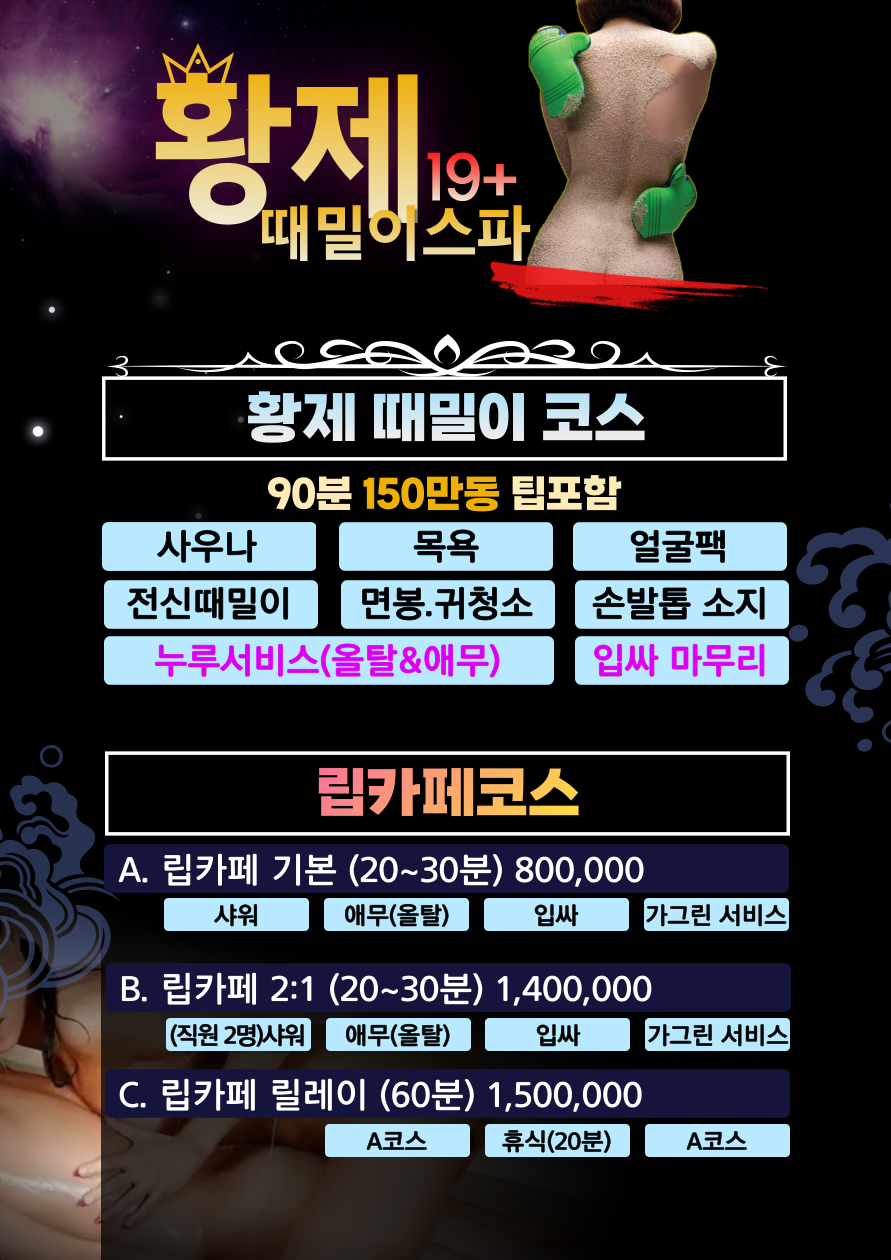 황제
19+
때밀이스파
황제 때밀이 코스
90분 150만동 팁포함
사우나 목욕 얼굴팩
전신때밀이 면봉.귀청소 손발톱 소지
누루서비스(올탈&애무) 입싸 마무리
립카페코스
A. 립카페 기본 (20~30분) 800,000
샤워 애무(올탈) 입싸 가그린 서비스
B. 립카페 2:1 (20~30분) 1,400,000
(직원 2명)샤워 애무(올탈) 입싸 가그린 서비스
C. 립카페 릴레이 (60분) 1,500,000
A코스 휴식(20분) A코스